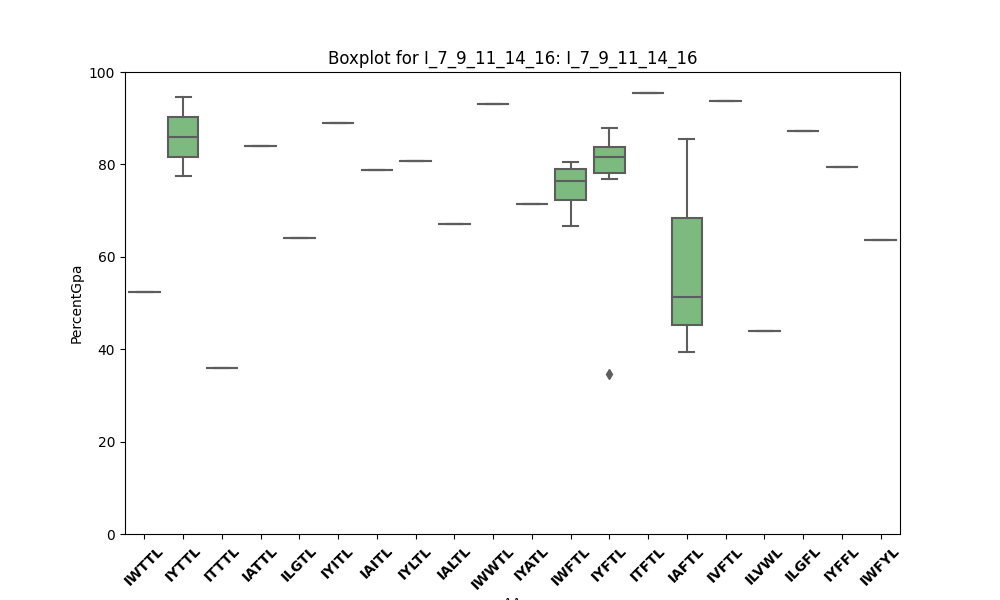 Boxplot for I_7_9_11_14_16: I_7_9_11_14_16
PercentGpa
100
80
60
40
20
0
IWTTL
IYTTL
ITTTL
IATTL
ILGTL
IYITL
IAITL
IYLTL
IALTL
IWWTL
IYATL
IWFTL
IYFTL
ITFTL
IAFTL
IVFTL
ILVWL
ILGFL
IYFFL
IWFYL